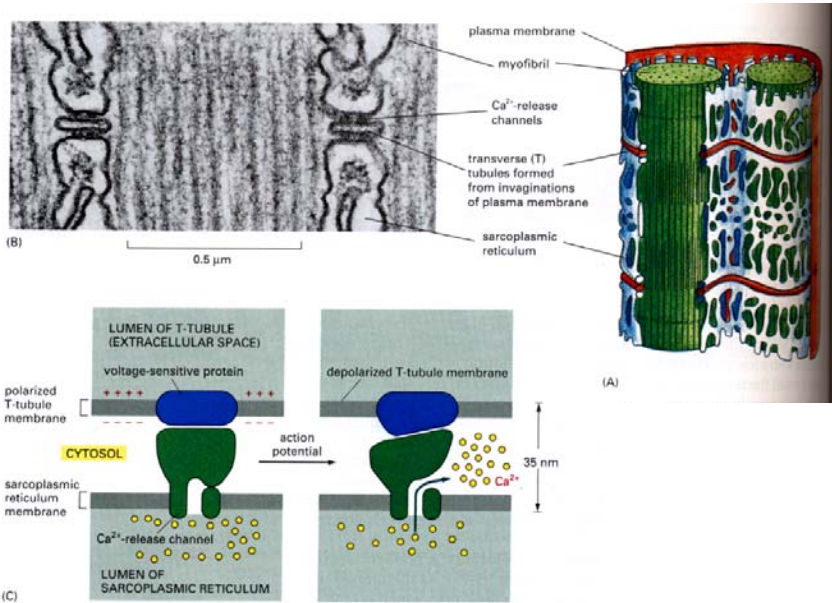 plasma membrane
myofibril
Ca²⁺-release
channels
transverse (T)
tubules formed
from invaginations
of plasma membrane
sarcoplasmic
reticulum
(B)
0.5 µm
(A)
LUMEN OF T-TUBULE
(EXTRACELLULAR SPACE)
voltage-sensitive protein
polarized
T-tubule
membrane
+ + + +
+ + +
– – – –
– – – –
CYTOSOL
sarcoplasmic
reticulum
membrane
Ca²⁺-release channel
LUMEN OF
SARCOPLASMIC RETICULUM
action
potential
depolarized T-tubule membrane
Ca²⁺
35 nm
(C)